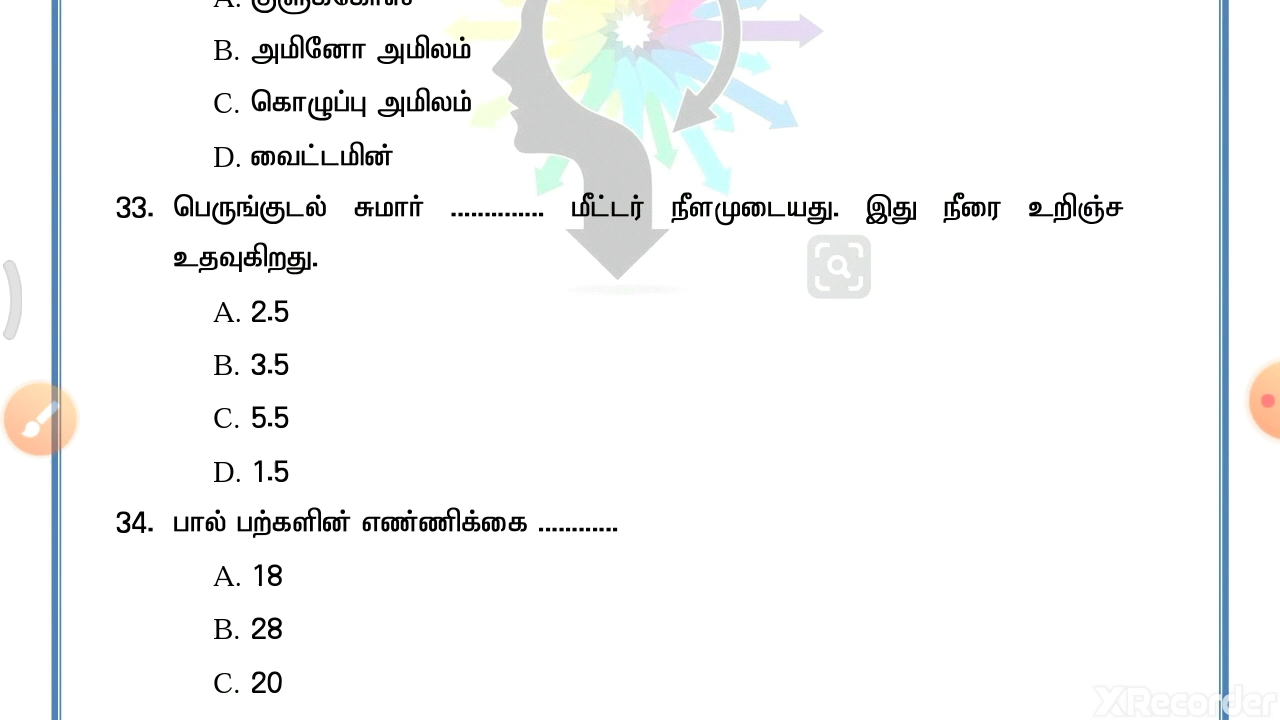 A. குளுக்கோஸ்
B. அமினோ அமிலம்
C. கொழுப்பு அமிலம்
D. வைட்டமின்
33. பெருங்குடல் சுமார் .............. மீட்டர் நீளமுடையது. இது நீரை உறிஞ்ச
உதவுகிறது.
A. 2.5
B. 3.5
C. 5.5
D. 1.5
34. பால் பற்களின் எண்ணிக்கை ............
A. 18
B. 28
C. 20
XRecorder